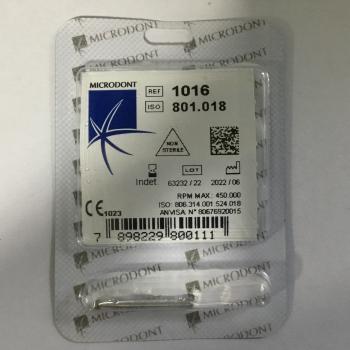 MICRODONT
MICRODONT
REF 1016
ISO 801.018
NON
STERILE
LOT
Indet. 63232 / 22 2022 / 06
RPM MAX.: 450.000
ISO: 806.314.001.524.018
ANVISA N° 80676920015
CE 1023
7 898229 800111
MICRODONT